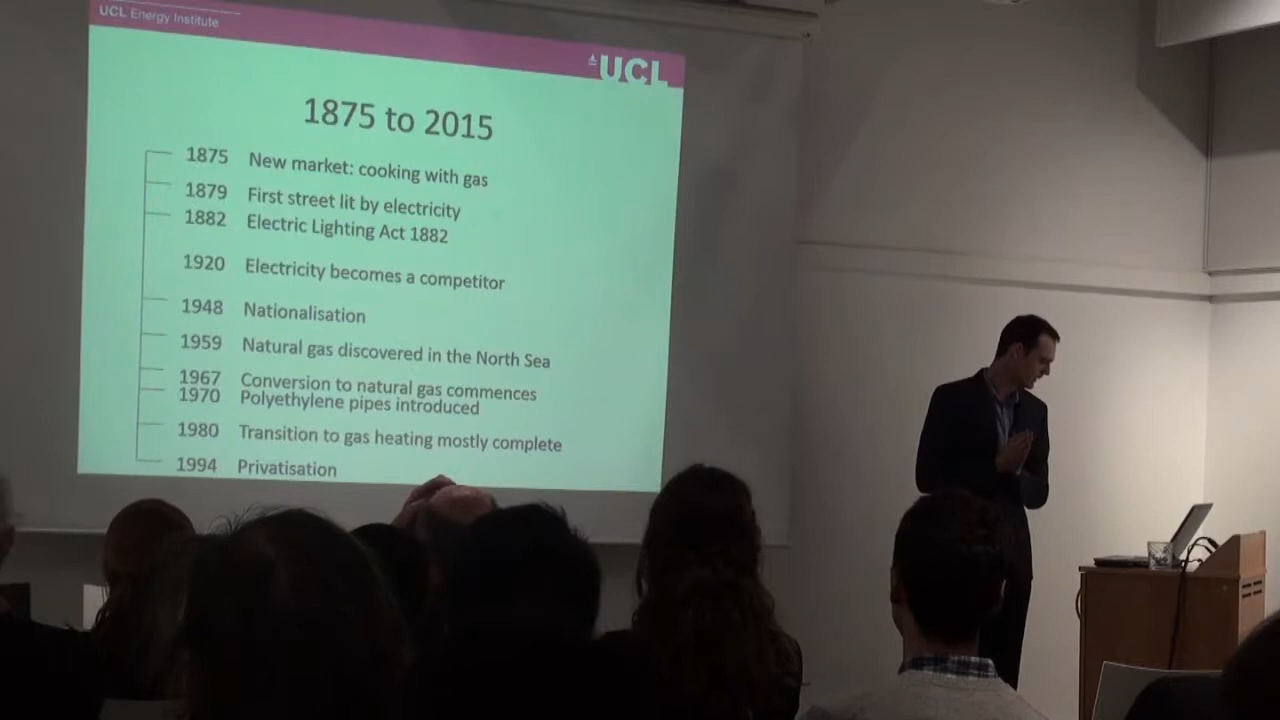 UCL Energy Institute
UCL
1875 to 2015
1875 New market: cooking with gas
1879 First street lit by electricity
1882 Electric Lighting Act 1882
1920 Electricity becomes a competitor
1948 Nationalisation
1959 Natural gas discovered in the North Sea
1967 Conversion to natural gas commences
1970 Polyethylene pipes introduced
1980 Transition to gas heating mostly complete
1994 Privatisation